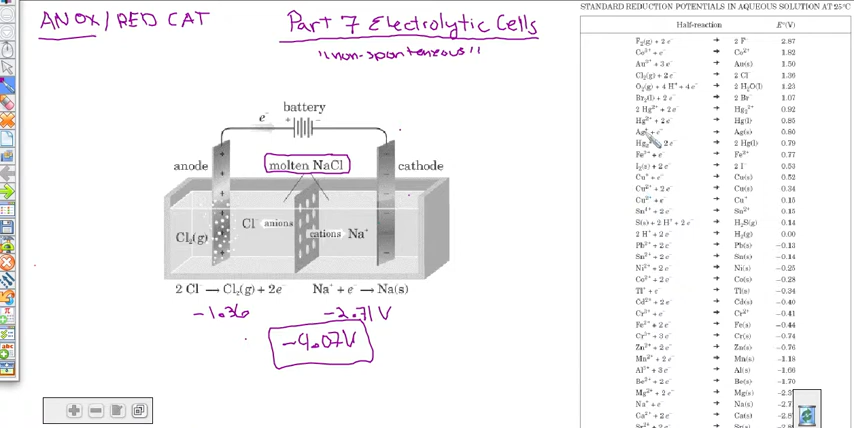 AN OX / RED CAT
Part 7 Electrolytic Cells
"non-spontaneous"
battery
e⁻
+ −
anode
molten NaCl
cathode
Cl⁻ anions
cations Na⁺
Cl₂(g)
2 Cl⁻ → Cl₂(g) + 2e⁻
Na⁺ + e⁻ → Na(s)
-1.36
-2.71 V
-4.07V
STANDARD REDUCTION POTENTIALS IN AQUEOUS SOLUTION AT 25°C
Half-reaction E°(V)
F₂(g) + 2 e⁻ → 2 F⁻ 2.87
Co³⁺ + e⁻ → Co²⁺ 1.82
Au³⁺ + 3 e⁻ → Au(s) 1.50
Cl₂(g) + 2 e⁻ → 2 Cl⁻ 1.36
O₂(g) + 4 H⁺ + 4 e⁻ → 2 H₂O(l) 1.23
Br₂(l) + 2 e⁻ → 2 Br⁻ 1.07
2 Hg²⁺ + 2 e⁻ → Hg₂²⁺ 0.92
Hg²⁺ + 2 e⁻ → Hg(l) 0.85
Ag⁺ + e⁻ → Ag(s) 0.80
2 e⁻ → 2 Hg(l) 0.79
Fe³⁺ + e⁻ → Fe²⁺ 0.77
I₂(s) + 2 e⁻ → 2 I⁻ 0.53
Cu⁺ + e⁻ → Cu(s) 0.52
Cu²⁺ + 2 e⁻ → Cu(s) 0.34
Cu²⁺ + e⁻ → Cu⁺ 0.15
Sn⁴⁺ + 2 e⁻ → Sn²⁺ 0.15
S(s) + 2 H⁺ + 2 e⁻ → H₂S(g) 0.14
2 H⁺ + 2 e⁻ → H₂(g) 0.00
Pb²⁺ + 2 e⁻ → Pb(s) −0.13
Sn²⁺ + 2 e⁻ → Sn(s) −0.14
Ni²⁺ + 2 e⁻ → Ni(s) −0.25
Co²⁺ + 2 e⁻ → Co(s) −0.28
Tl⁺ + e⁻ → Tl(s) −0.34
Cd²⁺ + 2 e⁻ → Cd(s) −0.40
Cr³⁺ + e⁻ → Cr²⁺ −0.41
Fe²⁺ + 2 e⁻ → Fe(s) −0.44
Cr³⁺ + 3 e⁻ → Cr(s) −0.74
Zn²⁺ + 2 e⁻ → Zn(s) −0.76
Mn²⁺ + 2 e⁻ → Mn(s) −1.18
Al³⁺ + 3 e⁻ → Al(s) −1.66
Be²⁺ + 2 e⁻ → Be(s) −1.70
Mg²⁺ + 2 e⁻ → Mg(s) −2.3
Na⁺ + e⁻ → Na(s) −2.7
Ca²⁺ + 2 e⁻ → Ca(s) −2.8